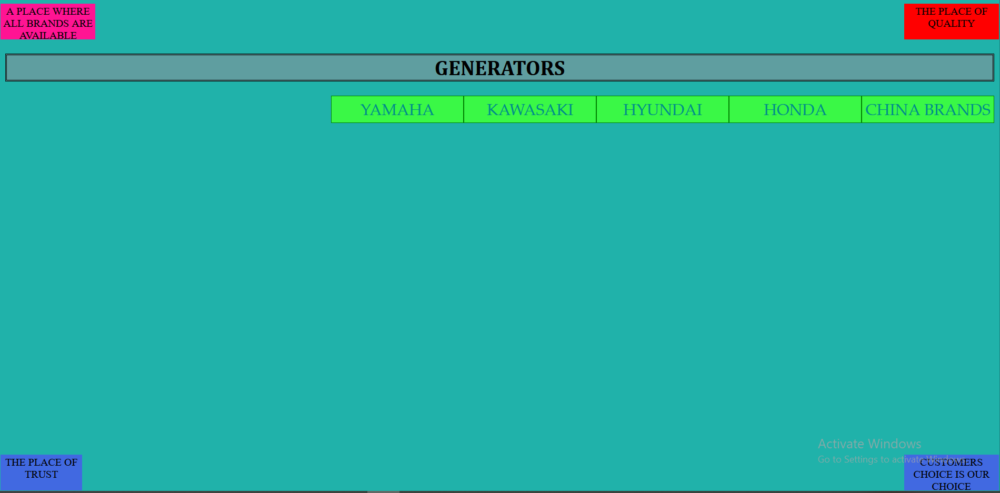 A PLACE WHERE
ALL BRANDS ARE
AVAILABLE
THE PLACE OF
QUALITY
GENERATORS
YAMAHA
KAWASAKI
HYUNDAI
HONDA
CHINA BRANDS
Activate Windows
Go to Settings to activate Windows.
THE PLACE OF
TRUST
CUSTOMERS
CHOICE IS OUR
CHOICE